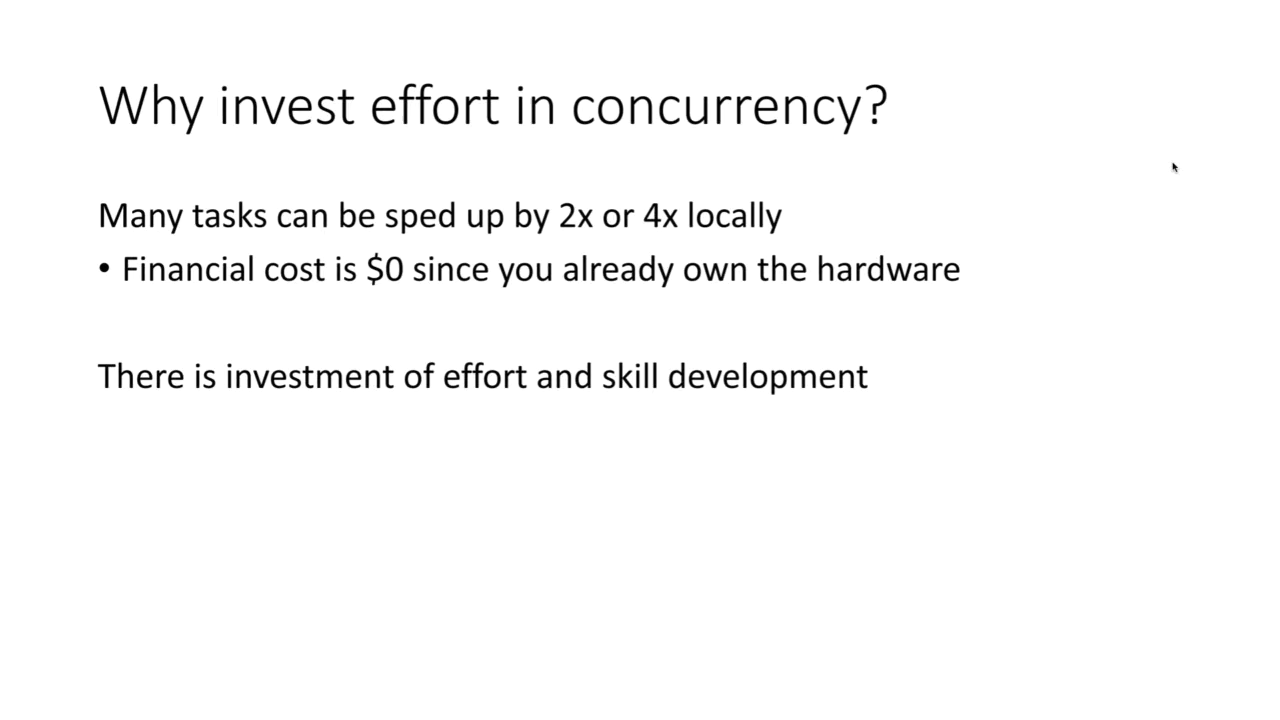 Why invest effort in concurrency?
Many tasks can be sped up by 2x or 4x locally
• Financial cost is $0 since you already own the hardware
There is investment of effort and skill development